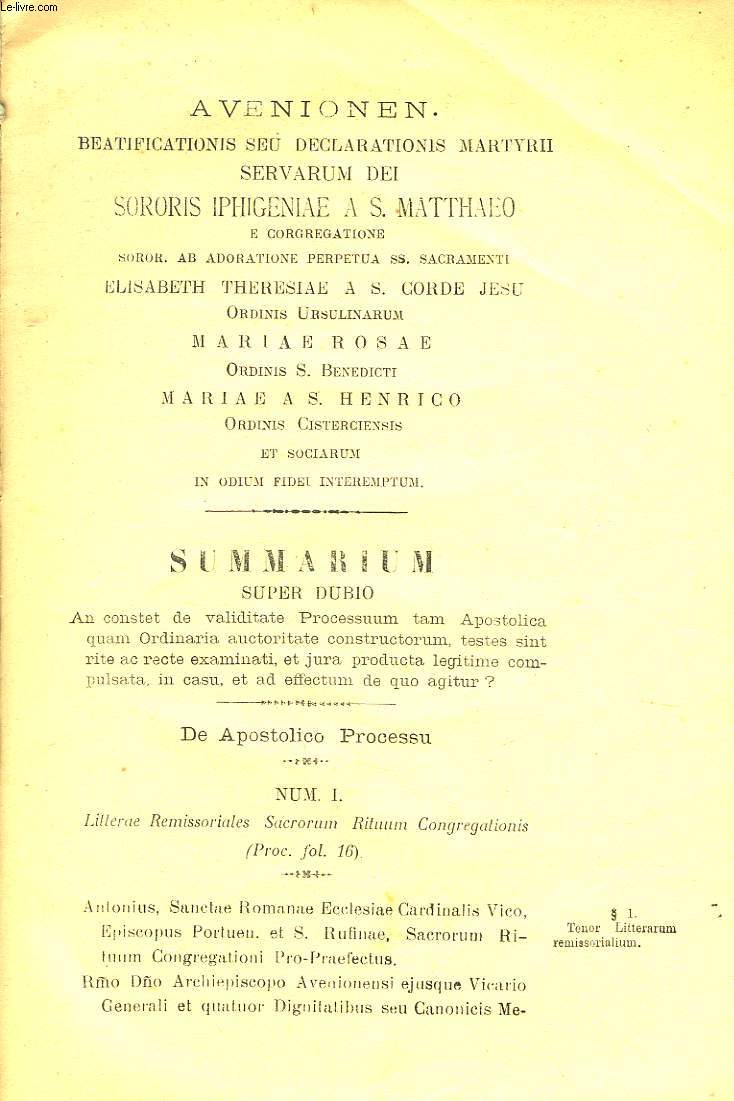 Le-livre.com
AVENIONEN.
BEATIFICATIONIS SEU DECLARATIONIS MARTYRII
SERVARUM DEI
SORORIS IPHIGENIAE A S. MATTHAEO
E CORGREGATIONE
SOROR. AB ADORATIONE PERPETUA SS. SACRAMENTI
ELISABETH THERESIAE A S. CORDE JESU
ORDINIS URSULINARUM
MARIAE ROSAE
ORDINIS S. BENEDICTI
MARIAE A S. HENRICO
ORDINIS CISTERCIENSIS
ET SOCIARUM
IN ODIUM FIDEI INTEREMPTUM.
SUMMARIUM
SUPER DUBIO
An constet de validitate Processuum tam Apostolica
quam Ordinaria auctoritate constructorum, testes sint
rite ac recte examinati, et jura producta legitime com-
pulsata, in casu, et ad effectum de quo agitur ?
De Apostolico Processu
NUM. I.
Litterae Remissoriales Sacrorum Rituum Congregationis
(Proc. fol. 16).
Antonius, Sanctae Romanae Ecclesiae Cardinalis Vico,
Episcopus Portuen. et S. Rufinae, Sacrorum Ri-
tuum Congregationi Pro-Praefectus.
§ 1.
Tenor Litterarum
remissorialium.
Rm̃o Dño Archiepiscopo Avenionensi ejusque Vicario
Generali et quatuor Dignitatibus seu Canonicis Me-